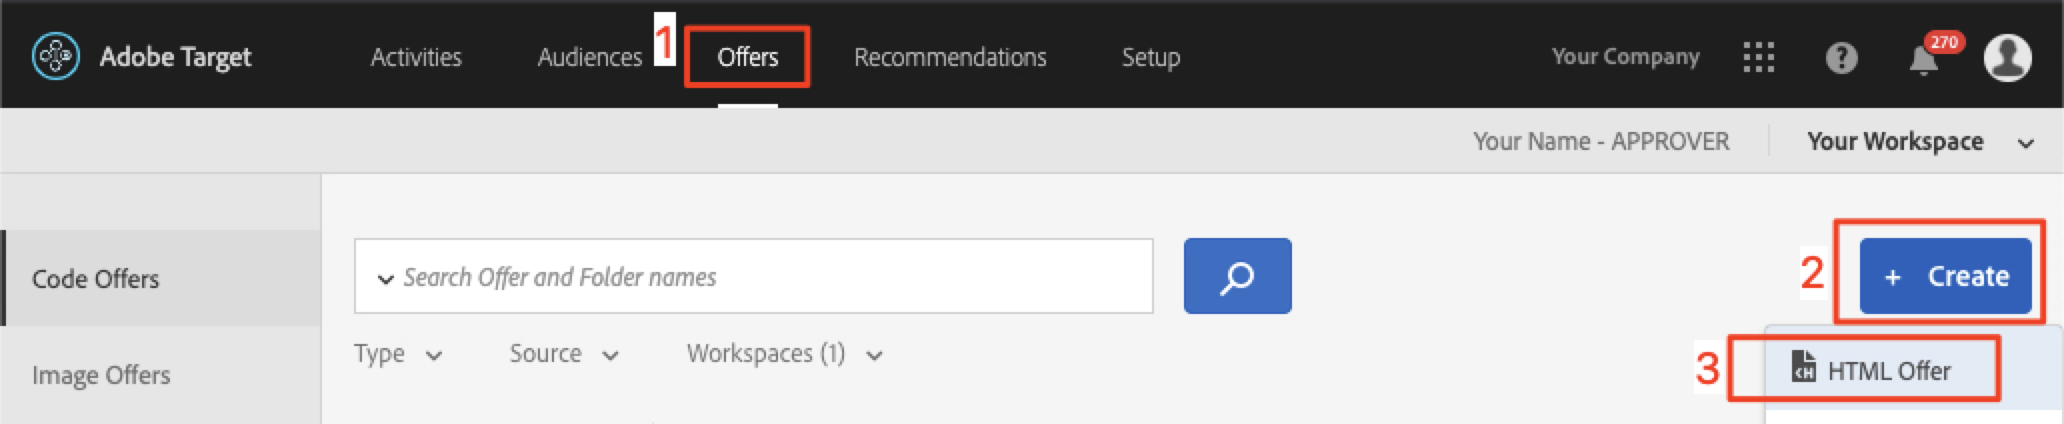 Adobe Target Activities Audiences 1 Offers Recommendations Setup Your Company 270
Your Name - APPROVER Your Workspace
Code Offers Search Offer and Folder names 2 + Create
Type Source Workspaces (1)
Image Offers 3 HTML Offer